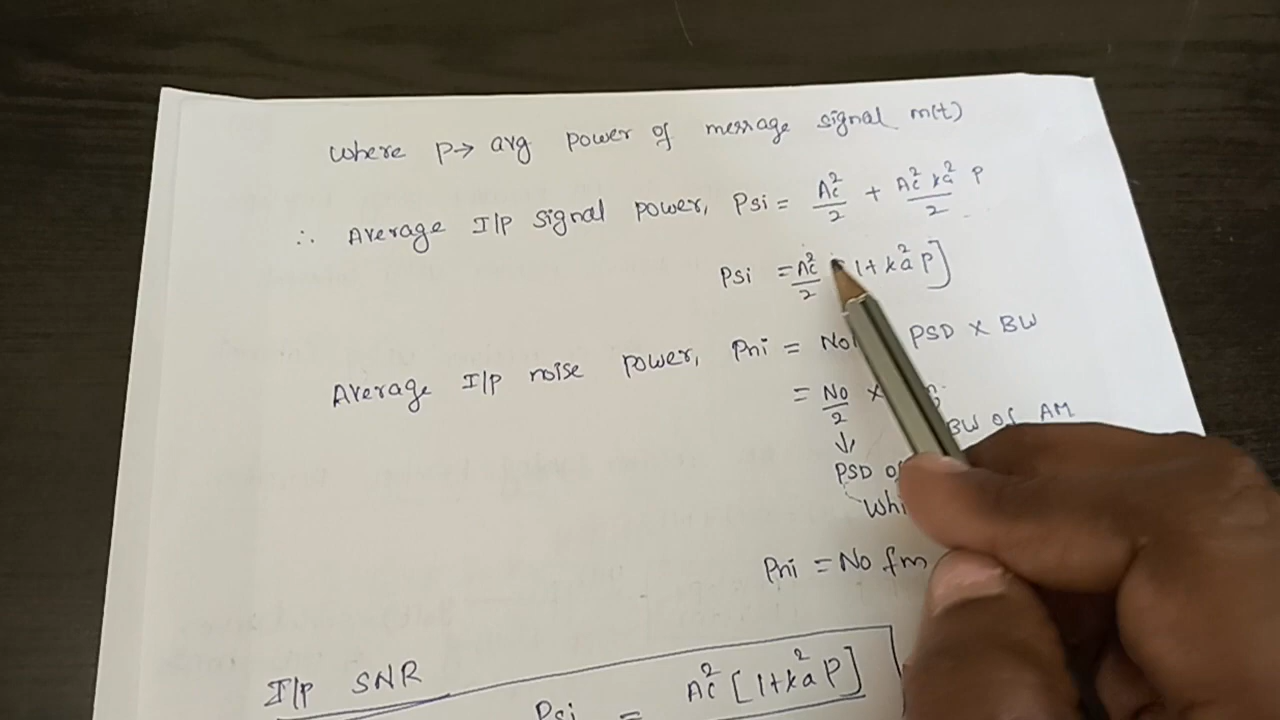 where P → avg power of message signal m(t)
∴ Average I/P signal power, Psi = Ac²/2 + Ac² ka²/2 P
Psi = Ac²/2 [1+ka² P]
Average I/P noise power, Pni = PSD X BW
= No/2 X
↓ BW of AM
PSD of
Pni = No fm
I/P SNR
Psi = Ac² [1+ka² P]